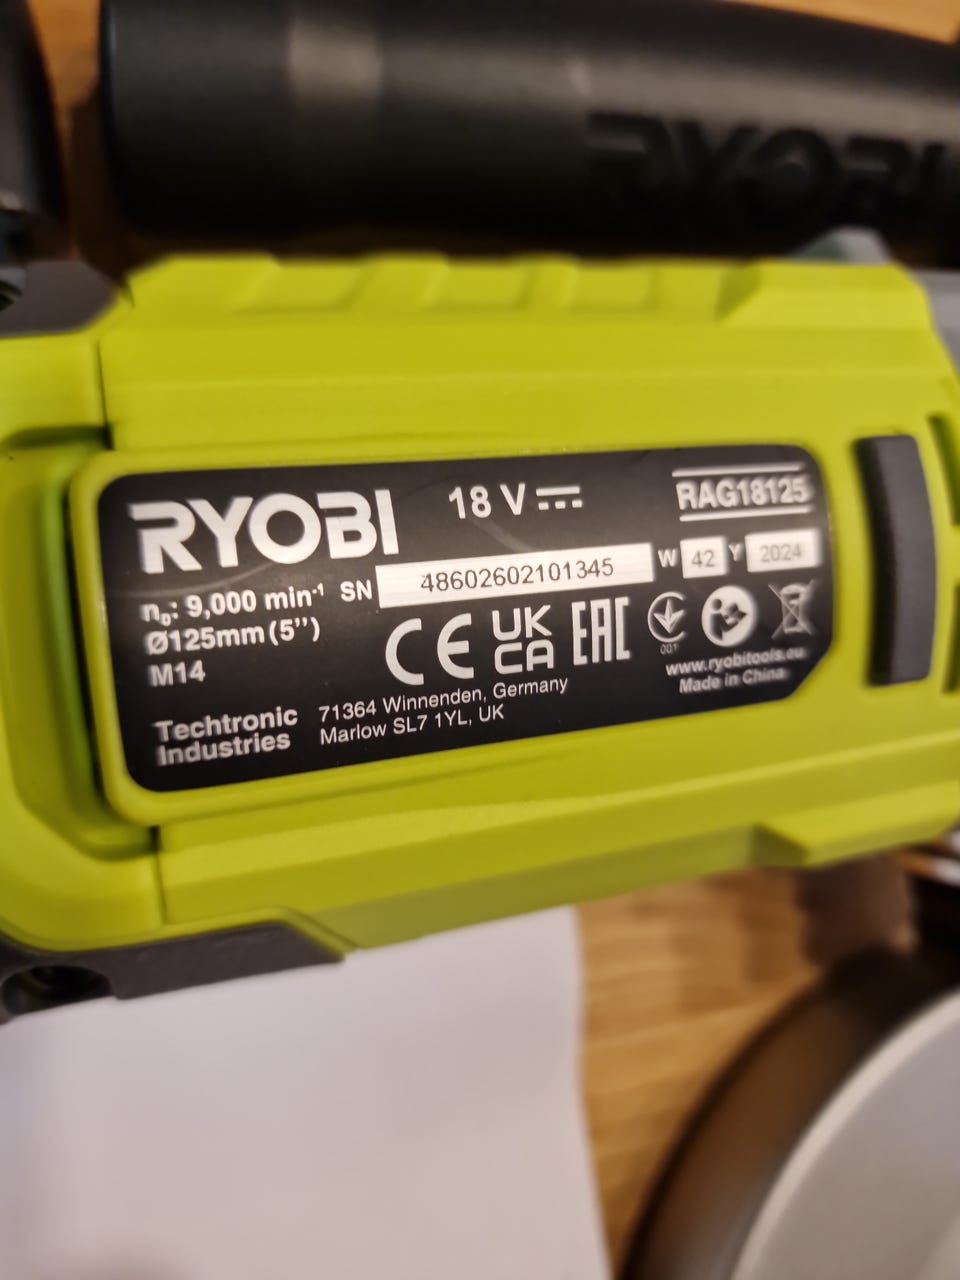 RYOBI
RYOBI
18 V
RAG18125
n₀: 9,000 min⁻¹
SN 48602602101345
W 42 Y 2024
Ø125mm (5'')
M14
CE UK CA EAC
001
www.ryobitools.eu
Made in China
Techtronic
Industries
71364 Winnenden, Germany
Marlow SL7 1YL, UK